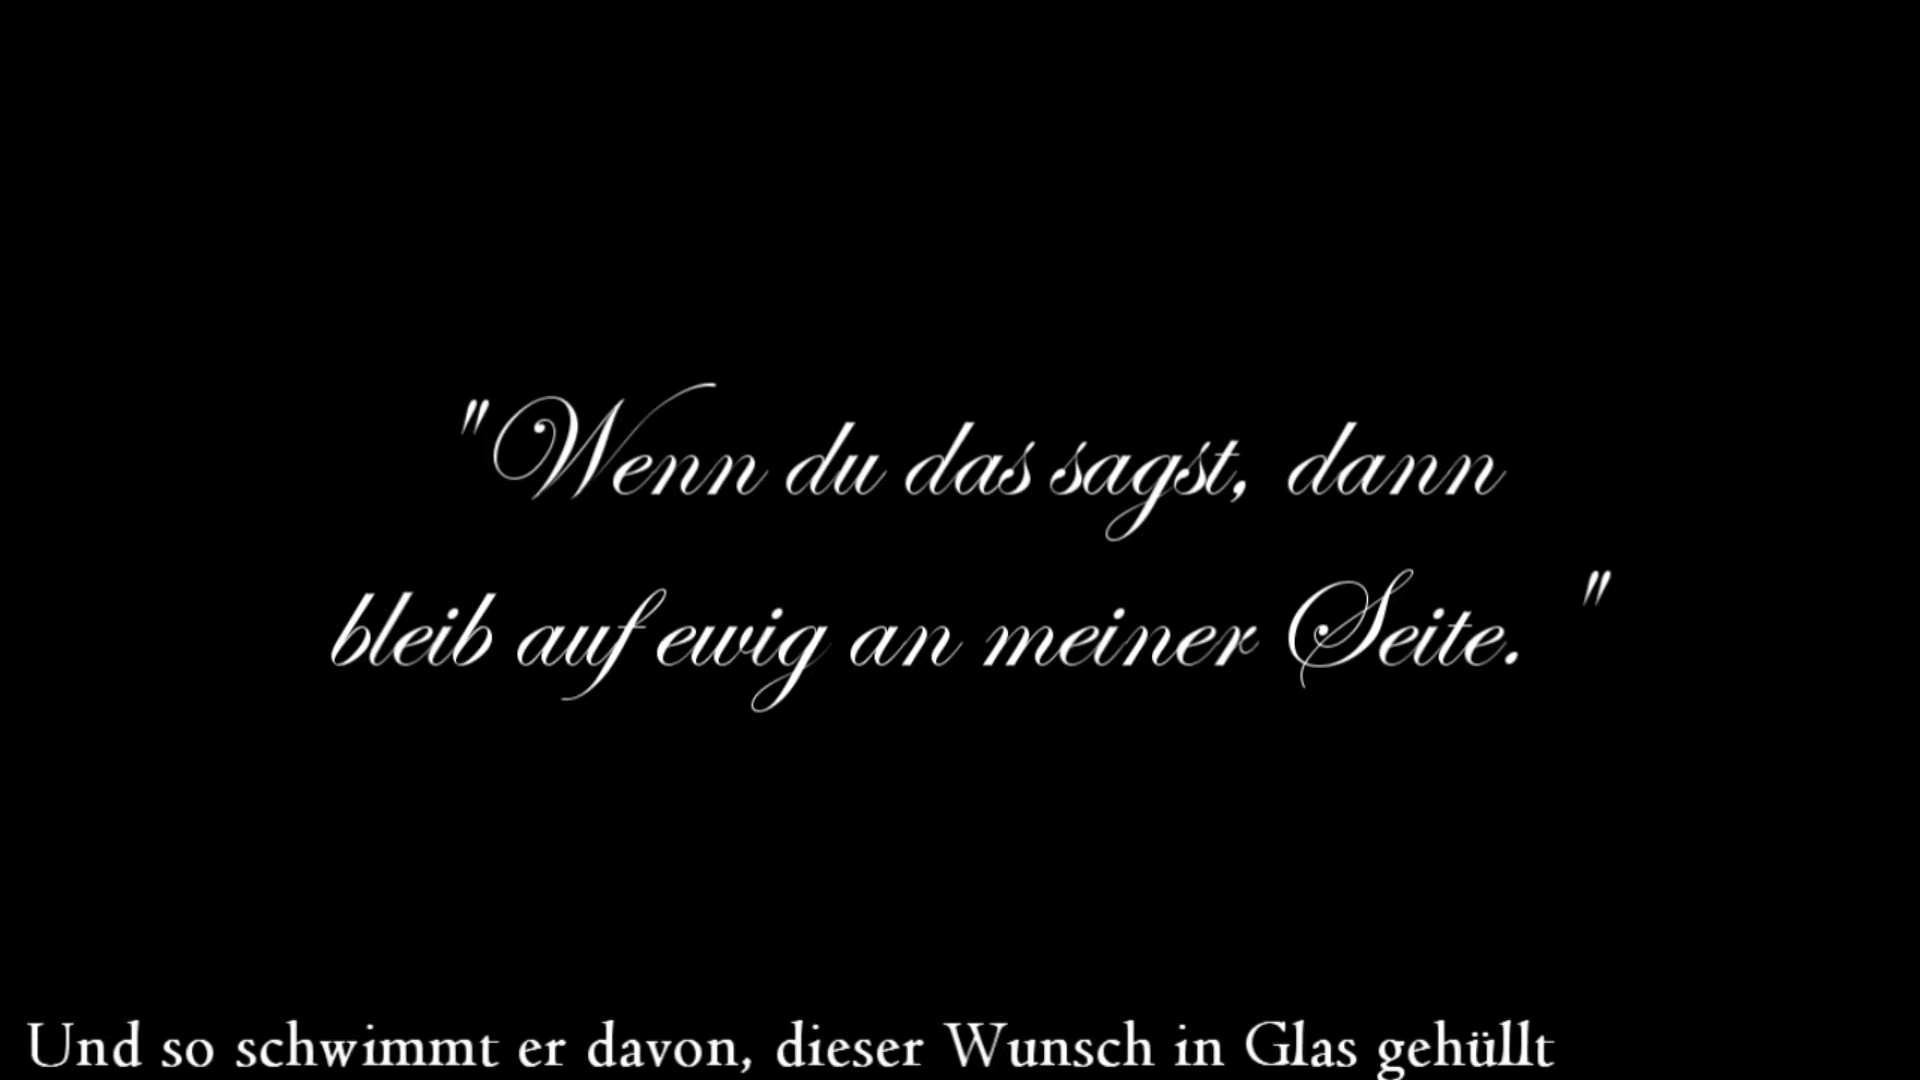 "Wenn du das sagst, dann
bleib auf ewig an meiner Seite. "
Und so schwimmt er davon, dieser Wunsch in Glas gehüllt